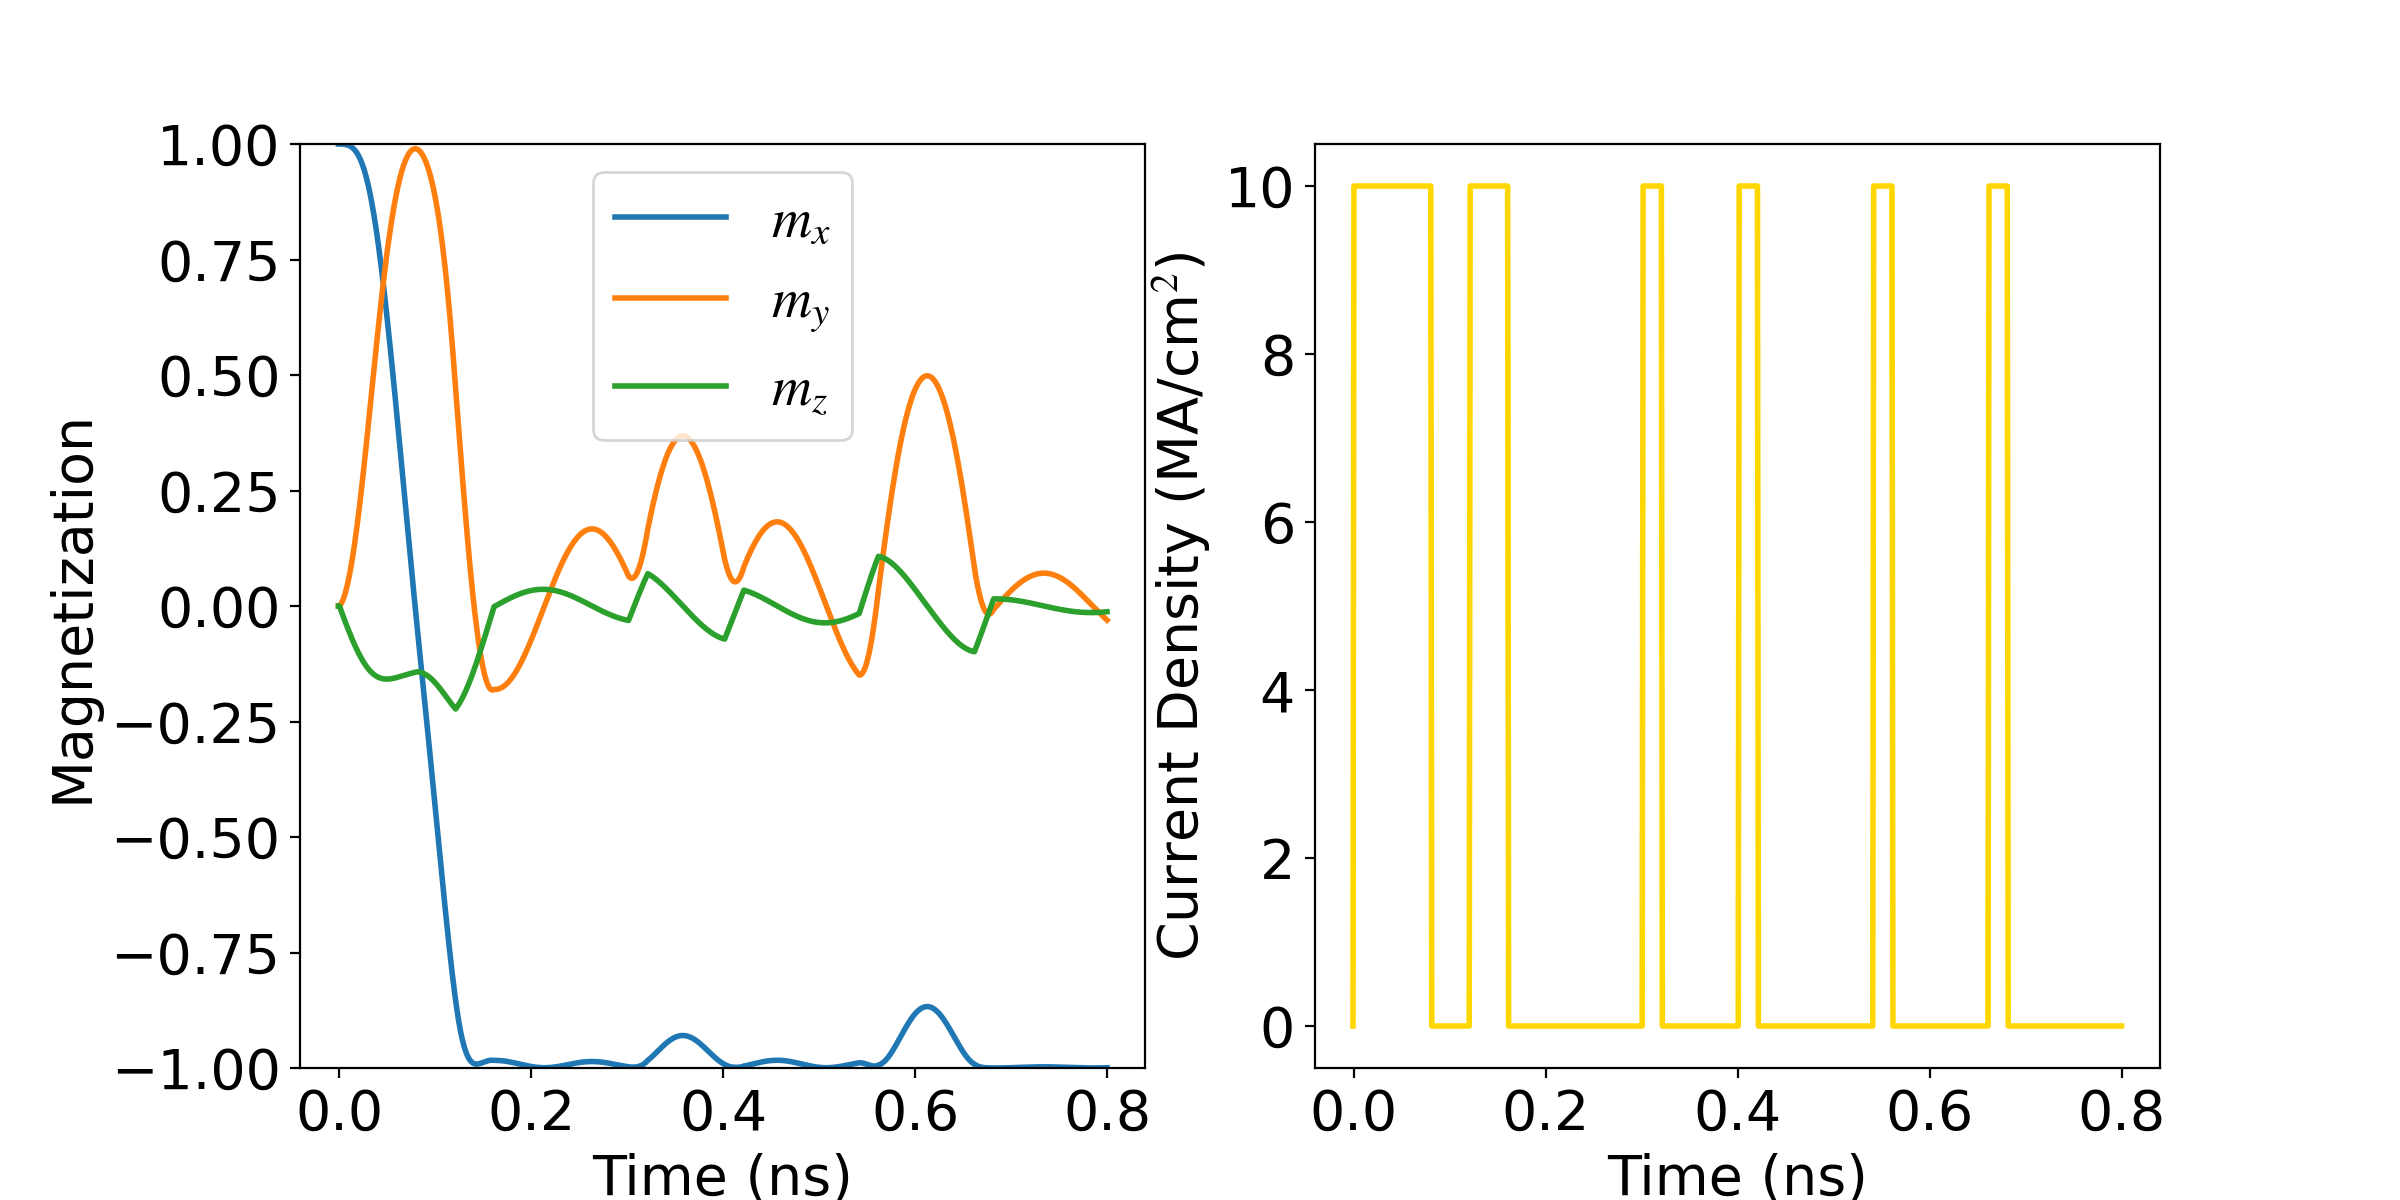 Magnetization
1.00
0.75
0.50
0.25
0.00
−0.25
−0.50
−0.75
−1.00
0.0 0.2 0.4 0.6 0.8
Time (ns)
m_x
m_y
m_z
Current Density (MA/cm²)
10
8
6
4
2
0
0.0 0.2 0.4 0.6 0.8
Time (ns)